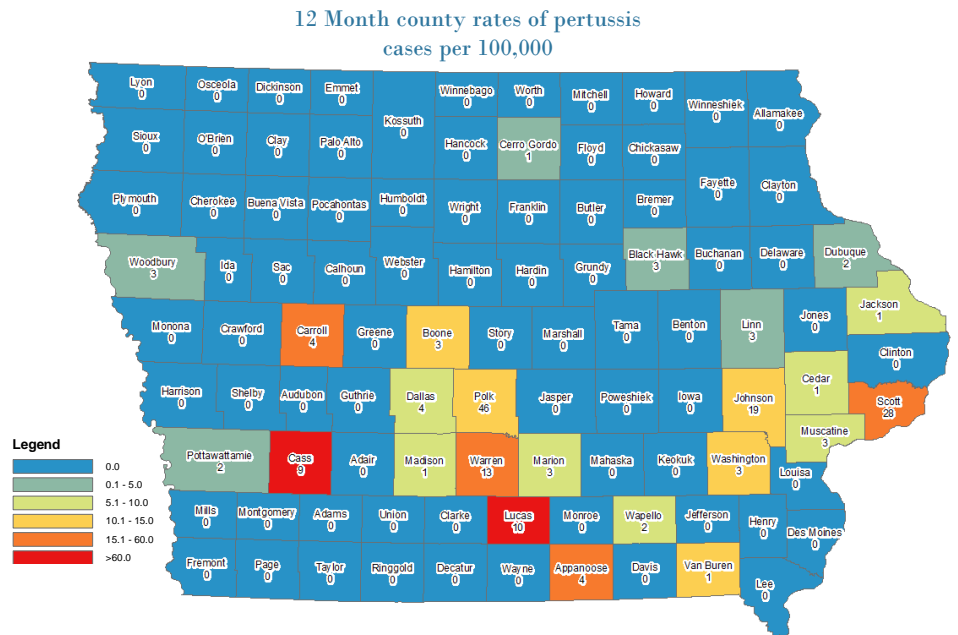 12 Month county rates of pertussis
cases per 100,000
Lyon
0
Osceola
0
Dickinson
0
Emmet
0
Kossuth
0
Winnebago
0
Worth
0
Mitchell
0
Howard
0
Winneshiek
0
Allamakee
0
Sioux
0
O'Brien
0
Clay
0
Palo Alto
0
Hancock
0
Cerro Gordo
1
Floyd
0
Chickasaw
0
Plymouth
0
Cherokee
0
Buena Vista
0
Pocahontas
0
Humboldt
0
Wright
0
Franklin
0
Butler
0
Bremer
0
Fayette
0
Clayton
0
Woodbury
3
Ida
0
Sac
0
Calhoun
0
Webster
0
Hamilton
0
Hardin
0
Grundy
0
Black Hawk
3
Buchanan
0
Delaware
0
Dubuque
2
Jackson
1
Monona
0
Crawford
0
Carroll
4
Greene
0
Boone
3
Story
0
Marshall
0
Tama
0
Benton
0
Linn
3
Jones
0
Clinton
0
Harrison
0
Shelby
0
Audubon
0
Guthrie
0
Dallas
4
Polk
46
Jasper
0
Poweshiek
0
Iowa
0
Johnson
19
Cedar
1
Scott
28
Muscatine
3
Legend
0.0
0.1 - 5.0
5.1 - 10.0
10.1 - 15.0
15.1 - 60.0
>60.0
Pottawattamie
2
Cass
9
Adair
0
Madison
1
Warren
13
Marion
3
Mahaska
0
Keokuk
0
Washington
3
Louisa
0
Mills
0
Montgomery
0
Adams
0
Union
0
Clarke
0
Lucas
10
Monroe
0
Wapello
2
Jefferson
0
Henry
0
Des Moines
0
Fremont
0
Page
0
Taylor
0
Ringgold
0
Decatur
0
Wayne
0
Appanoose
4
Davis
0
Van Buren
1
Lee
0